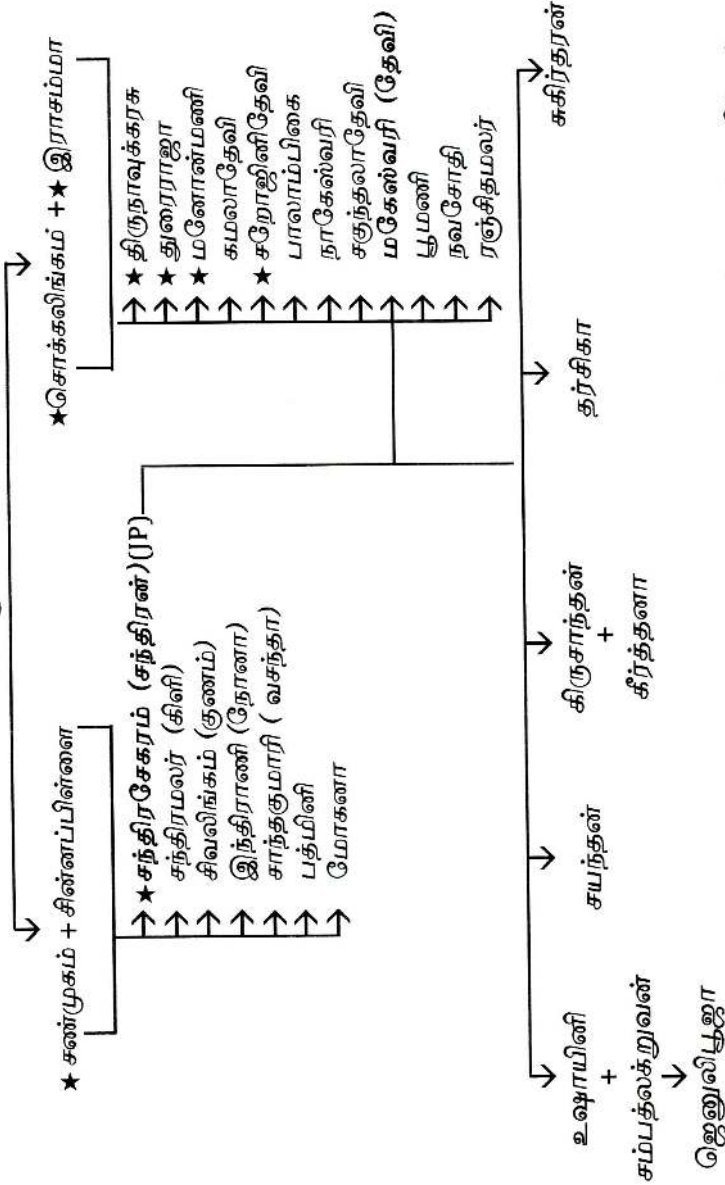 ★ சண்முகம் + சின்னப்பிள்ளை
★சொக்கலிங்கம் +★ இராசம்மா
★சந்திரசேகரம் (சந்திரன்)(JP)
சந்திரமலர் (கிளி)
சிவலிங்கம் (குணம்)
இந்திராணி (நோனா)
சாந்தகுமாரி ( வசந்தா)
பத்மினி
மோகனா
★ திருநாவுக்கரசு
★ துரைராஜா
★ மனோன்மணி
கமலாதேவி
★ சறோஜினிதேவி
பாலாம்பிகை
நாகேஸ்வரி
சகுந்தலாதேவி
மகேஸ்வரி (தேவி)
பூமணி
நவசோதி
ரஞ்சிதமலர்
உஷாயினி
+
சம்பத்லக்றுவன்
ஜெனுலிபூஜா
சயந்தன்
கிருசாந்தன்
+
கீர்த்தனா
தர்சிகா
சுகிர்தரன்